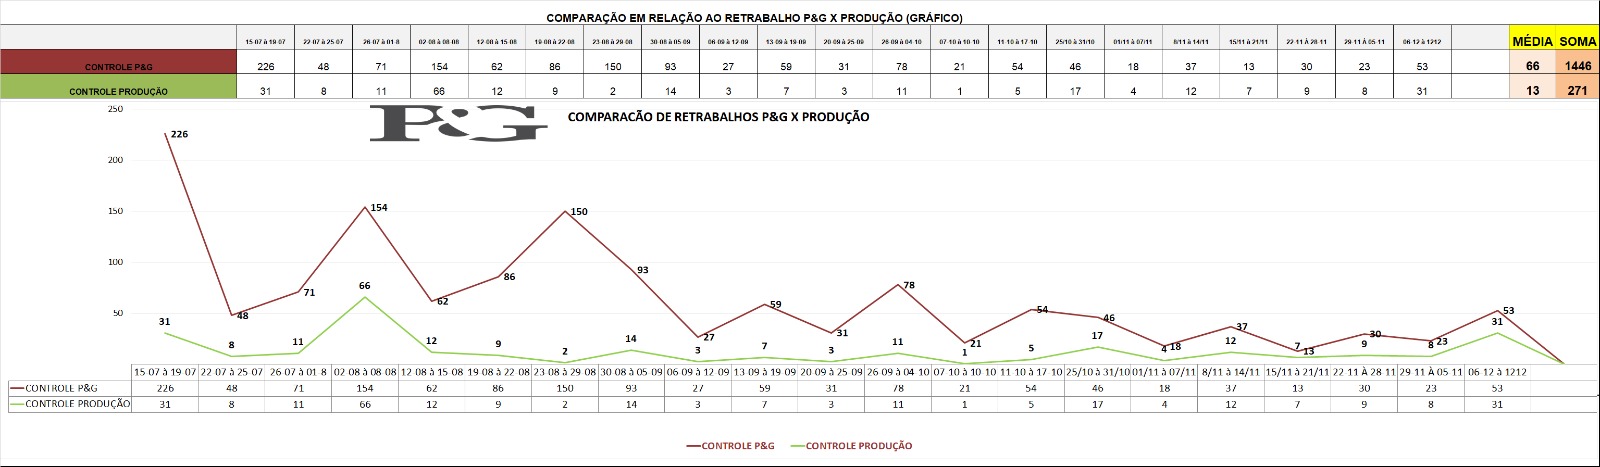 COMPARAÇÃO EM RELAÇÃO AO RETRABALHO P&G X PRODUÇÃO (GRÁFICO)
15-07 à 19-07 22-07 à 25-07 26-07 à 01-8 02-08 à 08-08 12-08 à 15-08 19-08 à 22-08 23-08 à 29-08 30-08 à 05-09 06-09 à 12-09 13-09 à 19-09 20-09 à 25-09 26-09 à 04-10 07-10 à 10-10 11-10 à 17-10 25/10 à 31/10 01/11 à 07/11 8/11 à 14/11 15/11 à 21/11 22-11 À 28-11 29-11 À 05-11 06-12 à 1212 MÉDIA SOMA
CONTROLE P&G 226 48 71 154 62 86 150 93 27 59 31 78 21 54 46 18 37 13 30 23 53 66 1446
CONTROLE PRODUÇÃO 31 8 11 66 12 9 2 14 3 7 3 11 1 5 17 4 12 7 9 8 31 13 271
P&G
COMPARACÃO DE RETRABALHOS P&G X PRODUÇÃO
250
200
150
100
50
226 48 71 154 62 86 150 93 27 59 31 78 21 54 46 18 37 13 30 23 53
31 8 11 66 12 9 2 14 3 7 3 11 1 5 17 4 12 7 9 8 31
15 07 à 19 07 22 07 à 25 07 26 07 à 01 8 02 08 à 08 08 12 08 à 15 08 19 08 à 22 08 23 08 à 29 08 30 08 à 05 09 06 09 à 12 09 13 09 à 19 09 20 09 à 25 09 26 09 à 04 10 07 10 à 10 10 11 10 à 17 10 25/10 à 31/10 01/11 à 07/11 8/11 à 14/11 15/11 à 21/11 22 11 À 28 11 29 11 À 05 11 06 12 à 1212
CONTROLE P&G 226 48 71 154 62 86 150 93 27 59 31 78 21 54 46 18 37 13 30 23 53
CONTROLE PRODUÇÃO 31 8 11 66 12 9 2 14 3 7 3 11 1 5 17 4 12 7 9 8 31
CONTROLE P&G CONTROLE PRODUÇÃO